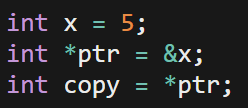 int x = 5;
int *ptr = &x;
int copy = *ptr;